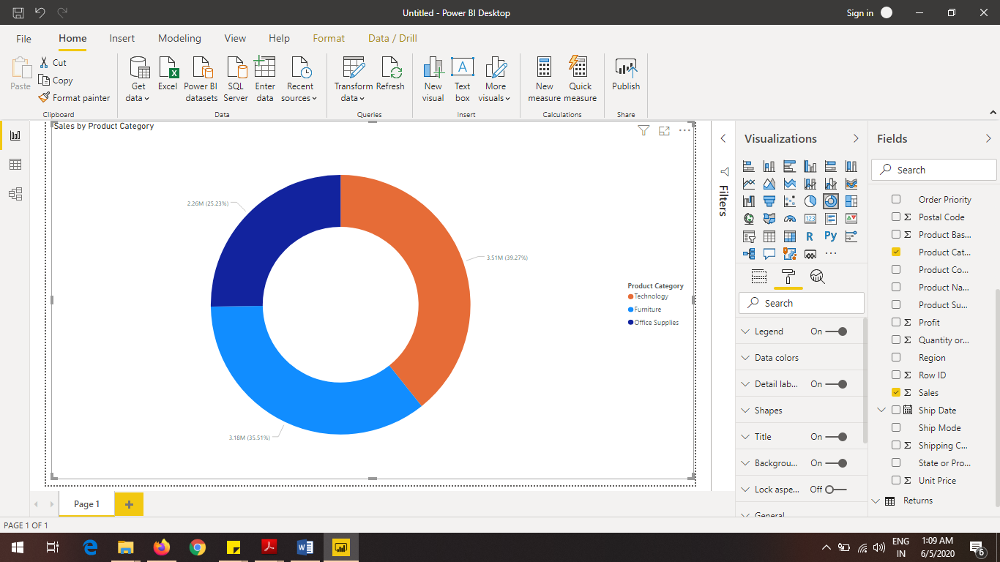 Untitled - Power BI Desktop
Sign in
File Home Insert Modeling View Help Format Data / Drill
Paste
Cut
Copy
Format painter
Clipboard
Get data
Excel
Power BI datasets
SQL Server
Enter data
Recent sources
Data
Transform data
Refresh
Queries
New visual
Text box
More visuals
Insert
New measure
Quick measure
Calculations
Publish
Share
Sales by Product Category
2.26M (25.23%)
3.51M (39.27%)
3.18M (35.51%)
Product Category
Technology
Furniture
Office Supplies
Filters
Visualizations
123
R
Py
Search
Legend On
Data colors
Detail lab... On
Shapes
Title On
Backgrou... On
Lock aspe... Off
General
Fields
Search
Order Priority
Σ Postal Code
Σ Product Bas...
Product Cat...
Product Co...
Product Na...
Product Su...
Σ Profit
Σ Quantity or...
Region
Σ Row ID
Σ Sales
Ship Date
Ship Mode
Σ Shipping C...
State or Pro...
Σ Unit Price
Returns
Page 1
PAGE 1 OF 1
ENG
IN
1:09 AM
6/5/2020
6